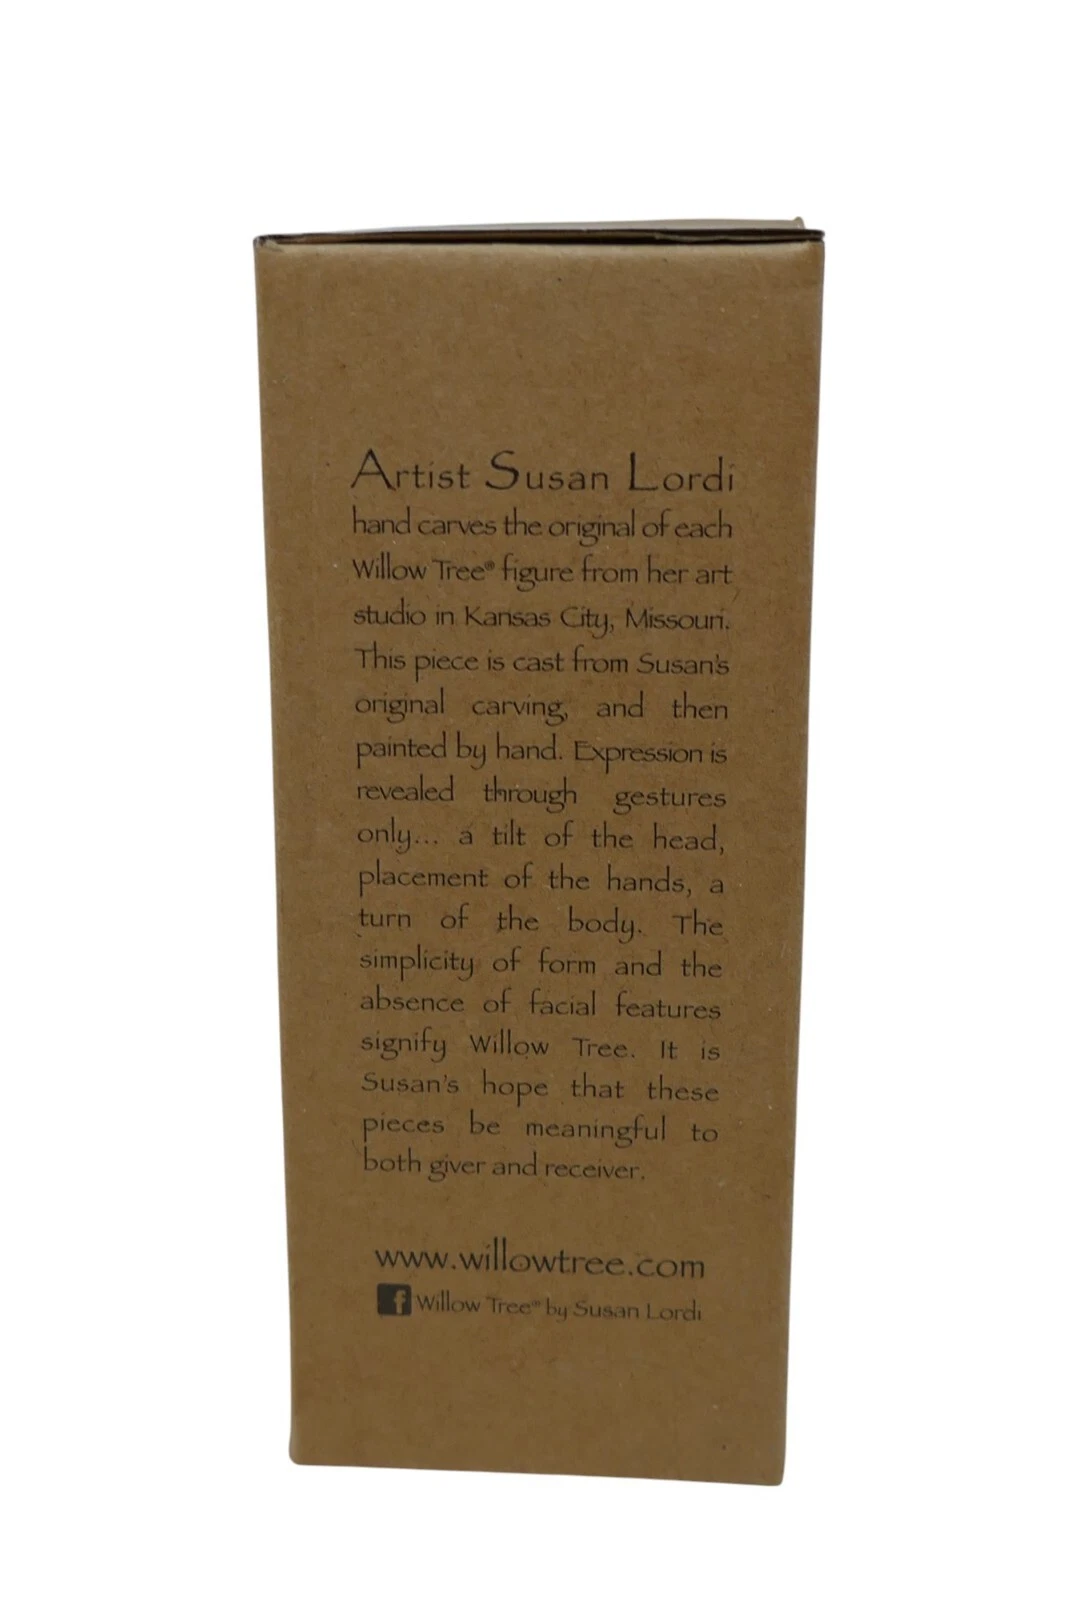 Artist Susan Lordi
hand carves the original of each
Willow Tree® figure from her art
studio in Kansas City, Missouri.
This piece is cast from Susan's
original carving, and then
painted by hand. Expression is
revealed through gestures
only... a tilt of the head,
placement of the hands, a
turn of the body. The
simplicity of form and the
absence of facial features
signify Willow Tree. It is
Susan's hope that these
pieces be meaningful to
both giver and receiver.
www.willowtree.com
f Willow Tree® by Susan Lordi